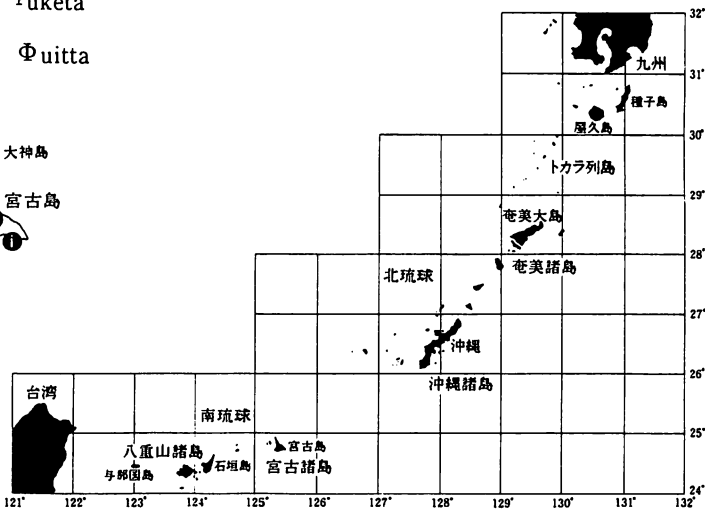 uketa
Φuitta
大神島
宮古島
i
32°
九州
31°
種子島
屋久島
30°
トカラ列島
29°
奄美大島
28°
奄美諸島
北琉球
27°
沖縄
26°
沖縄諸島
台湾
南琉球
25°
八重山諸島
宮古島
与那国島
石垣島
宮古諸島
24°
121° 122° 123° 124° 125° 126° 127° 128° 129° 130° 131° 132°